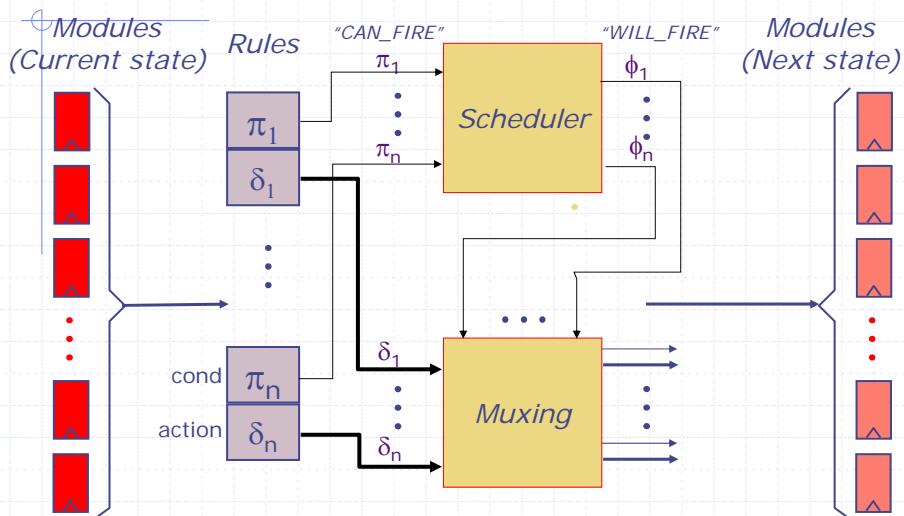 Modules
(Current state)
Rules
"CAN_FIRE"
"WILL_FIRE"
Modules
(Next state)
π1
πn
Scheduler
ϕ1
ϕn
π1
δ1
cond
πn
action
δn
δ1
δn
Muxing